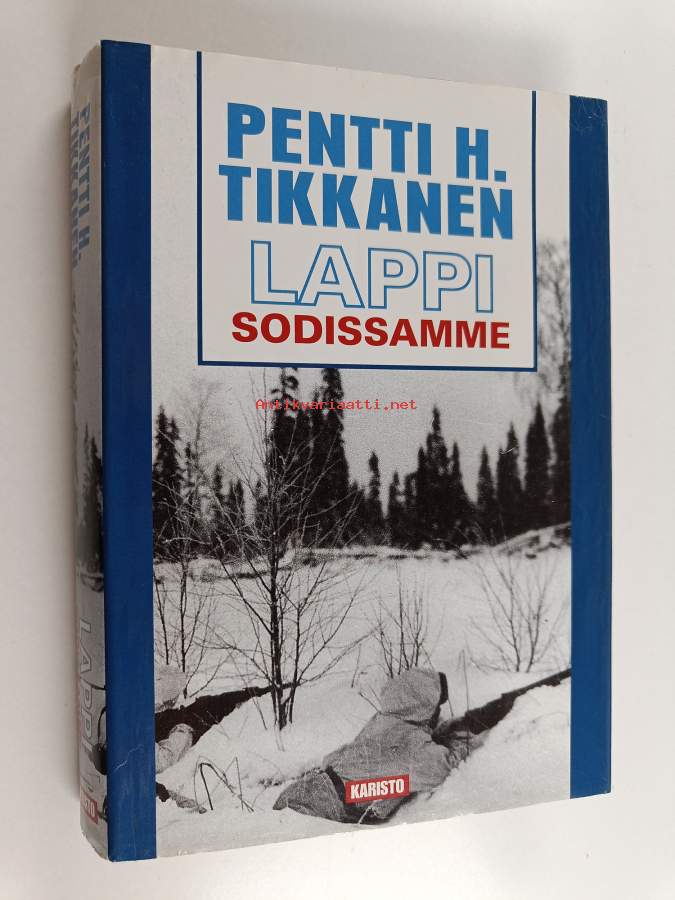 PENTTI H.
TIKKANEN
LAPPI
SODISSAMME
Antikvariaatti.net
KARISTO
PENTTI H.
TIKKANEN
LAPPI